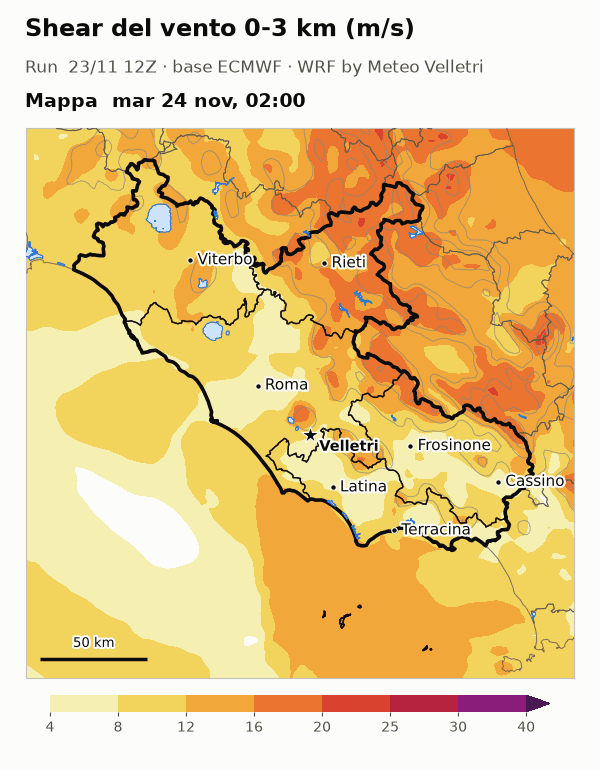 Shear del vento 0-3 km (m/s)
Run  23/11 12Z · base ECMWF · WRF by Meteo Velletri
Mappa  mar 24 nov, 02:00
Viterbo
Rieti
Roma
Velletri
Frosinone
Latina
Cassino
Terracina
50 km
4 8 12 16 20 25 30 40